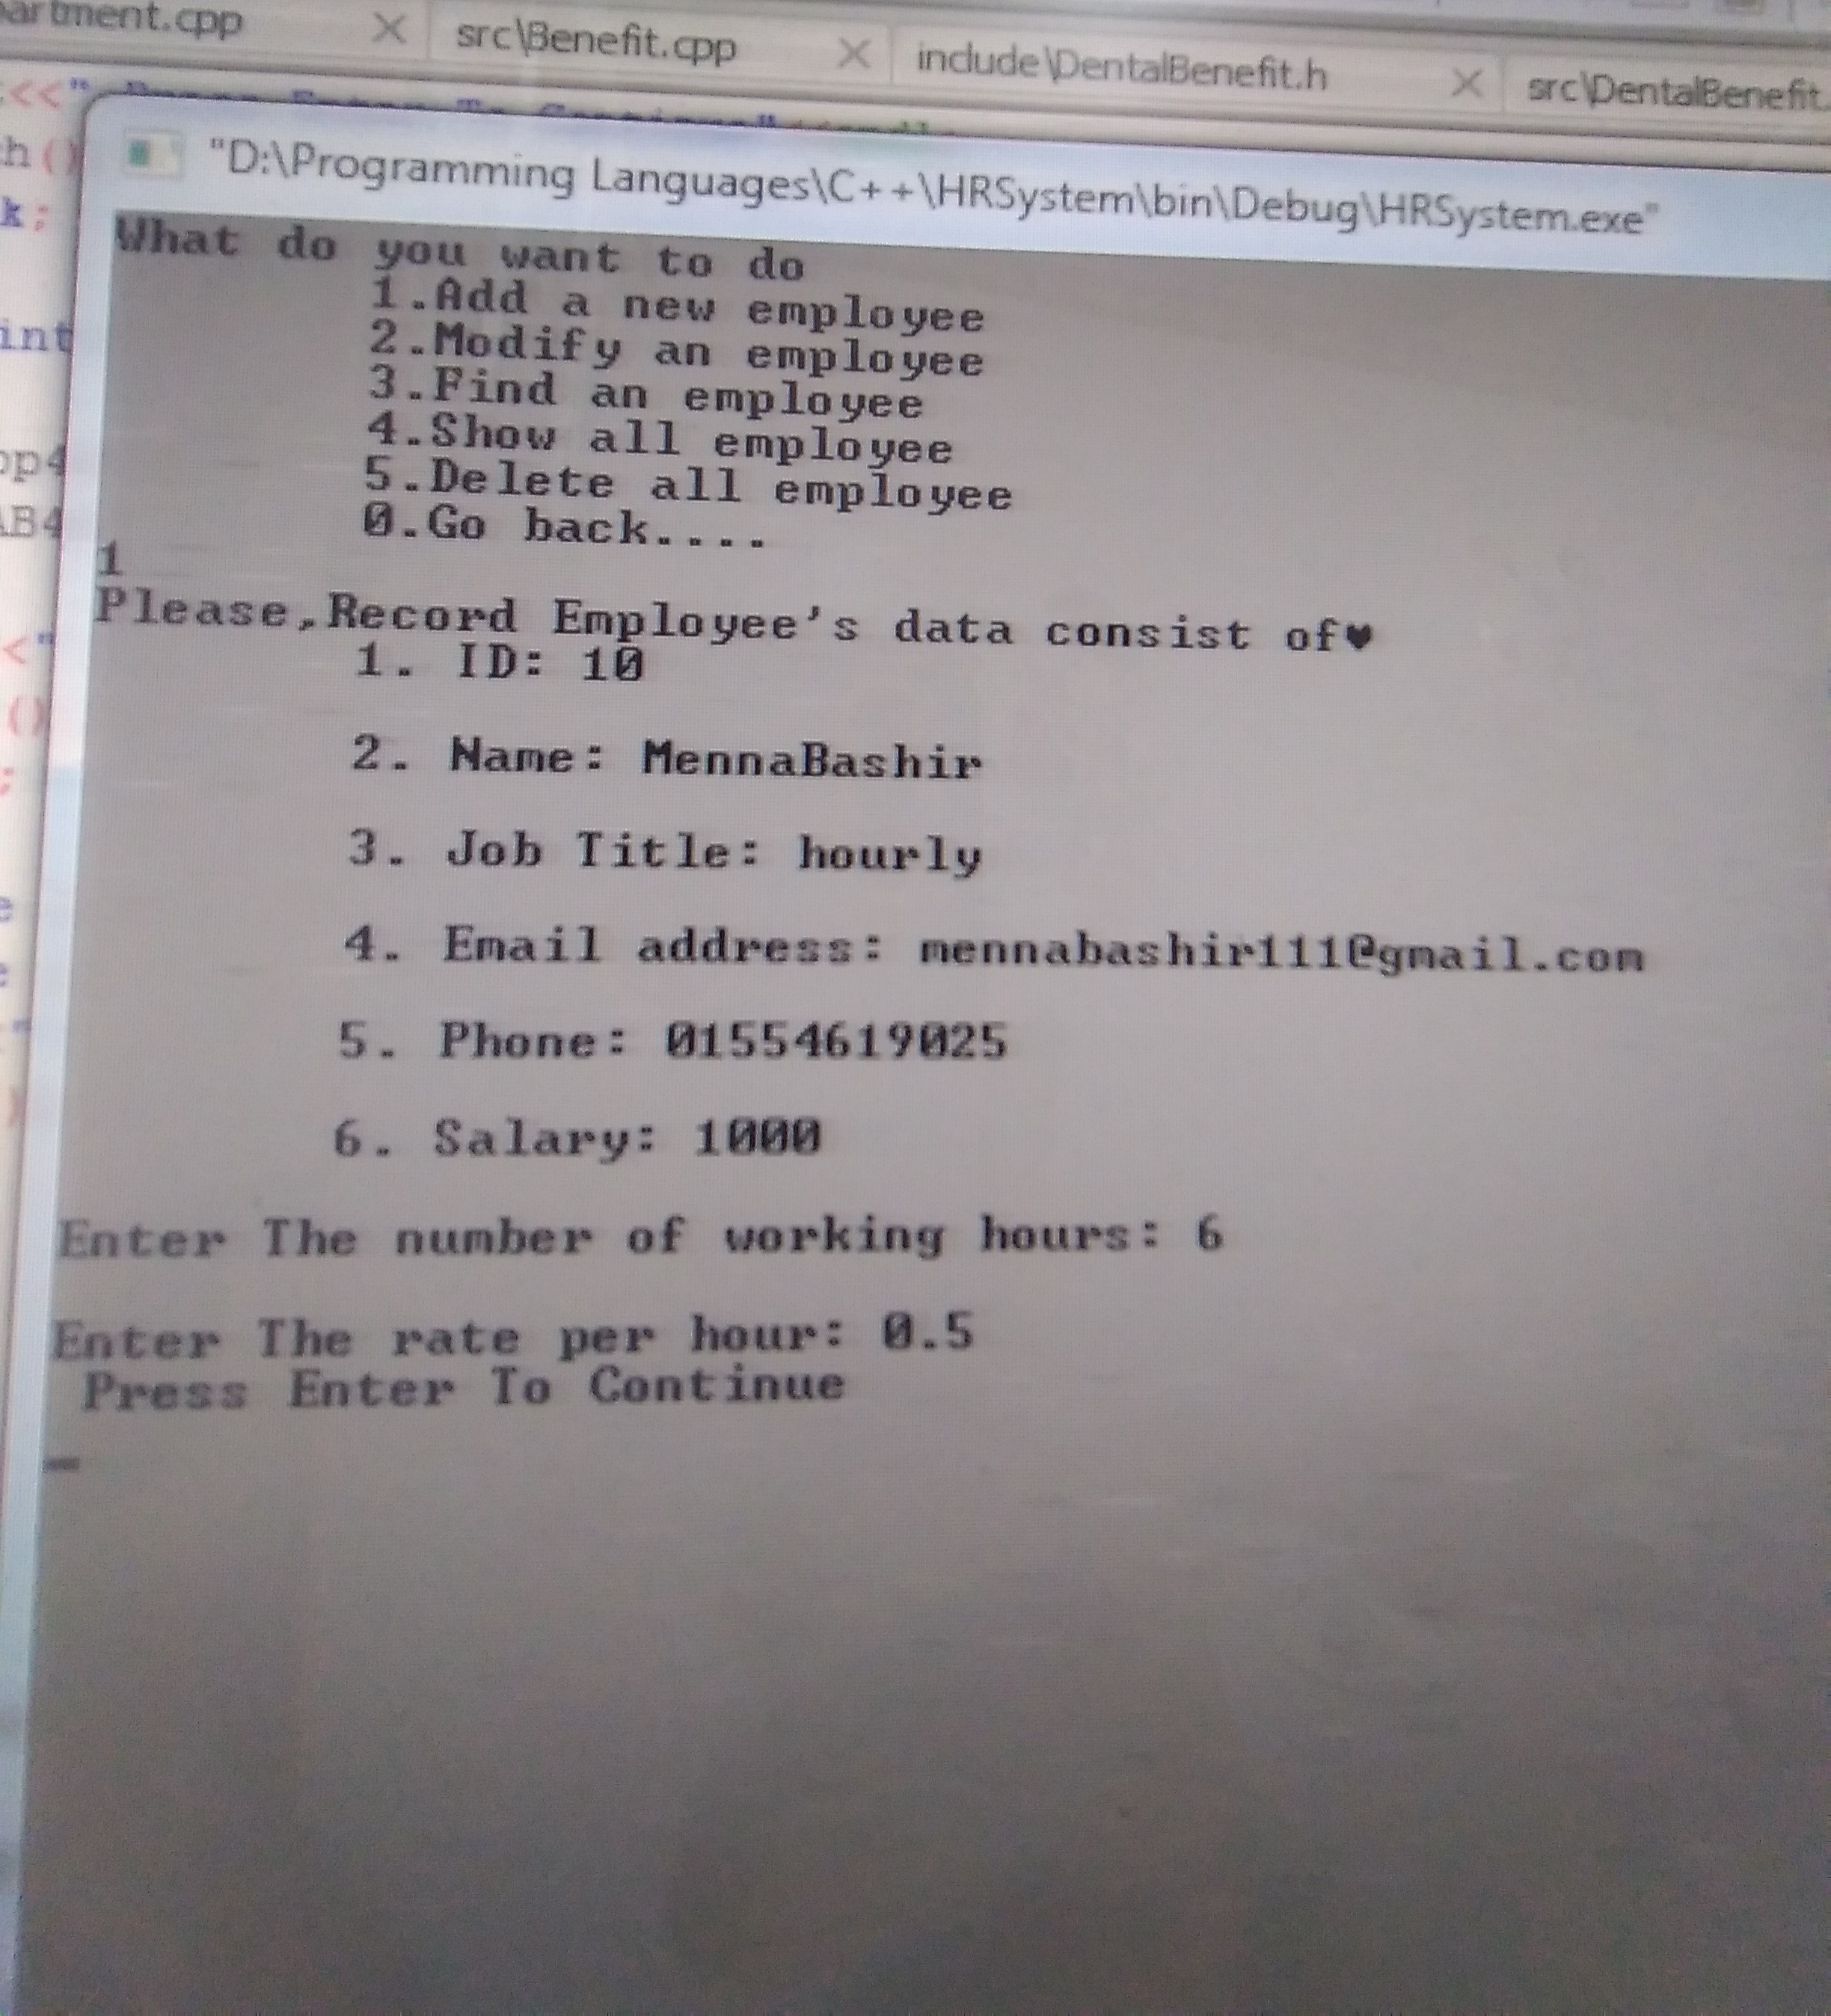 src\Benefit.cpp
include\DentalBenefit.h
src\DentalBenefit.
"D:\Programming Languages\C++\HRSystem\bin\Debug\HRSystem.exe"
int
What do you want to do
1.Add a new employee
2.Modify an employee
3.Find an employee
4.Show all employee
5.Delete all employee
0.Go back....
1
Please,Record Employee's data consist of♥
1. ID: 10
2. Name: MennaBashir
3. Job Title: hourly
4. Email address: mennabashir111@gmail.com
5. Phone: 01554619025
6. Salary: 1000
Enter The number of working hours: 6
Enter The rate per hour: 0.5
Press Enter To Continue
_